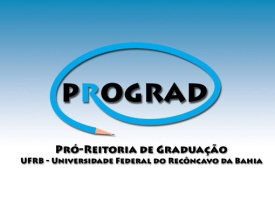 PROGRAD
Pró-Reitoria de Graduação
UFRB - Universidade Federal do Recôncavo da Bahia